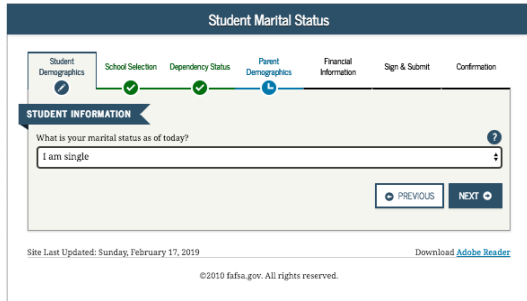 Student Marital Status
Student Demographics
School Selection
Dependency Status
Parent Demographics
Financial Information
Sign & Submit
Confirmation
STUDENT INFORMATION
What is your marital status as of today?
?
I am single
PREVIOUS
NEXT
Site Last Updated: Sunday, February 17, 2019
Download Adobe Reader
©2010 fafsa.gov. All rights reserved.